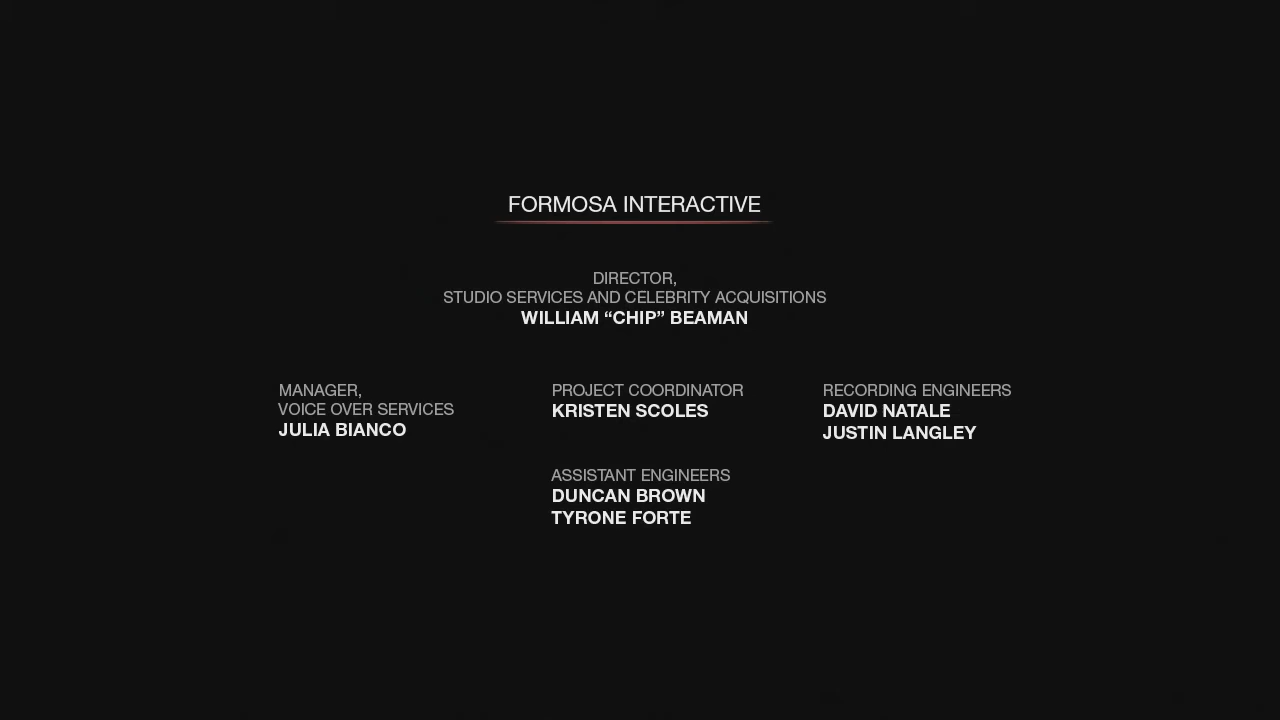 FORMOSA INTERACTIVE
DIRECTOR,
STUDIO SERVICES AND CELEBRITY ACQUISITIONS
WILLIAM “CHIP” BEAMAN
MANAGER,
VOICE OVER SERVICES
JULIA BIANCO
PROJECT COORDINATOR
KRISTEN SCOLES
RECORDING ENGINEERS
DAVID NATALE
JUSTIN LANGLEY
ASSISTANT ENGINEERS
DUNCAN BROWN
TYRONE FORTE